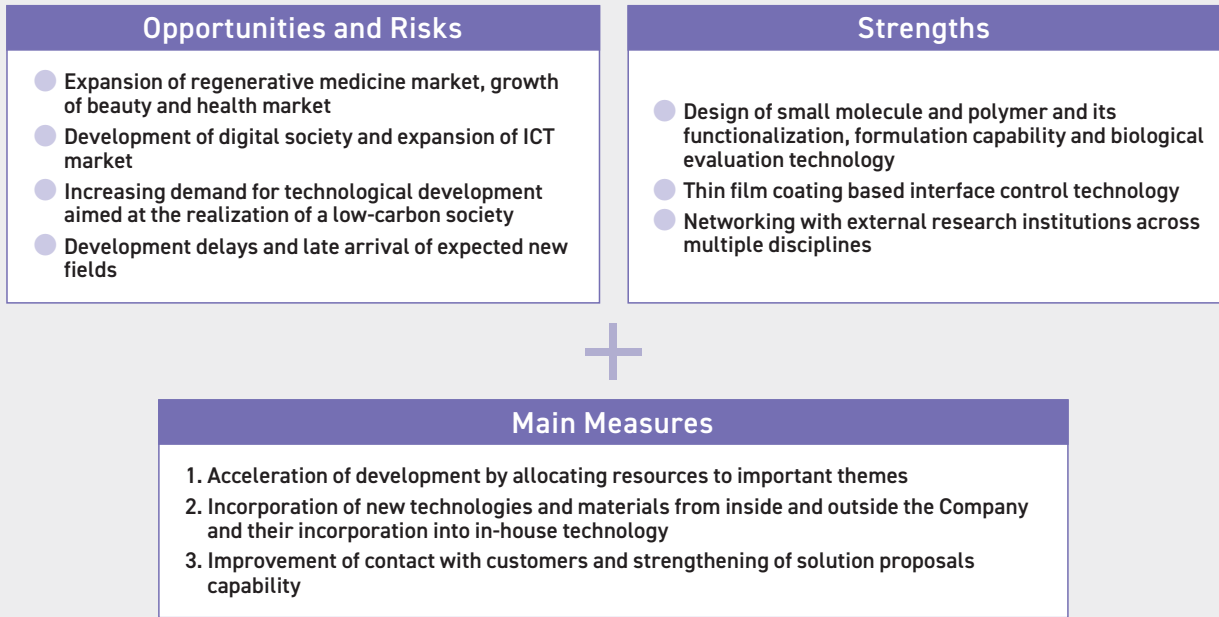 Opportunities and Risks
Expansion of regenerative medicine market, growth
of beauty and health market
Development of digital society and expansion of ICT
market
Increasing demand for technological development
aimed at the realization of a low-carbon society
Development delays and late arrival of expected new
fields
Strengths
Design of small molecule and polymer and its
functionalization, formulation capability and biological
evaluation technology
Thin film coating based interface control technology
Networking with external research institutions across
multiple disciplines
+
Main Measures
1. Acceleration of development by allocating resources to important themes
2. Incorporation of new technologies and materials from inside and outside the Company
and their incorporation into in-house technology
3. Improvement of contact with customers and strengthening of solution proposals
capability